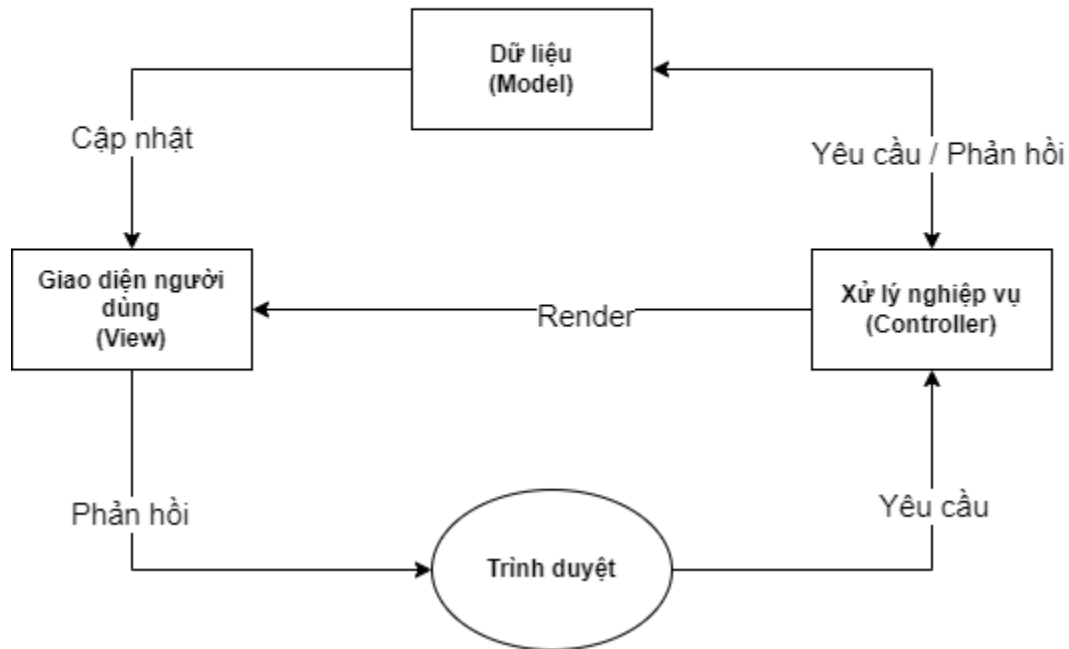 Dữ liệu
(Model)
Cập nhật
Yêu cầu / Phản hồi
Giao diện người
dùng
(View)
Render
Xử lý nghiệp vụ
(Controller)
Phản hồi
Yêu cầu
Trình duyệt